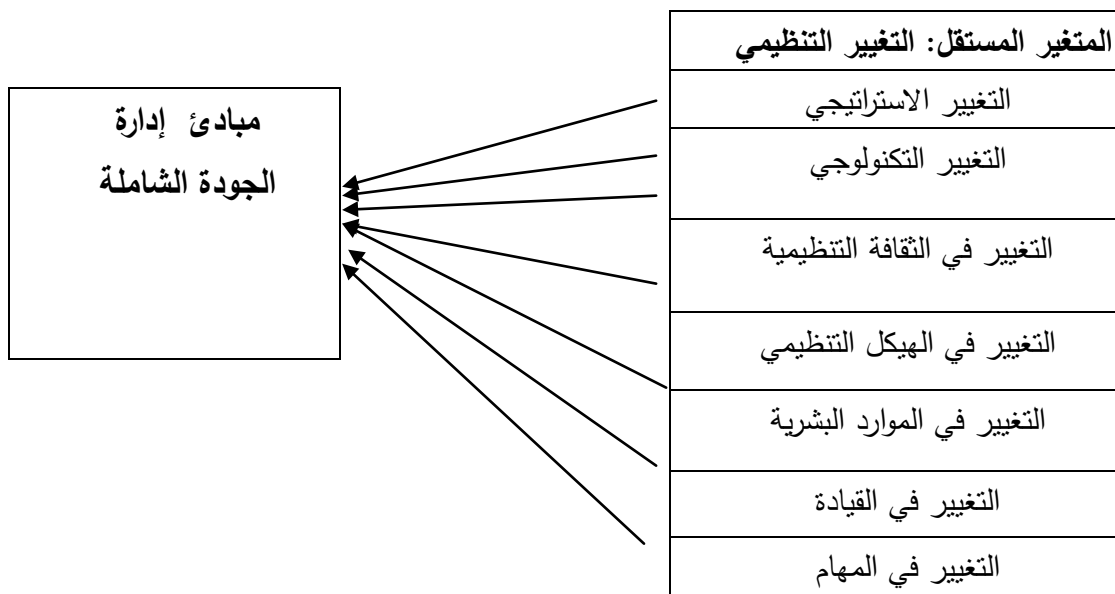 المتغير المستقل: التغيير التنظيمي
التغيير الاستراتيجي
التغيير التكنولوجي
التغيير في الثقافة التنظيمية
التغيير في الهيكل التنظيمي
التغيير في الموارد البشرية
التغيير في القيادة
التغيير في المهام
مبادئ إدارة
الجودة الشاملة